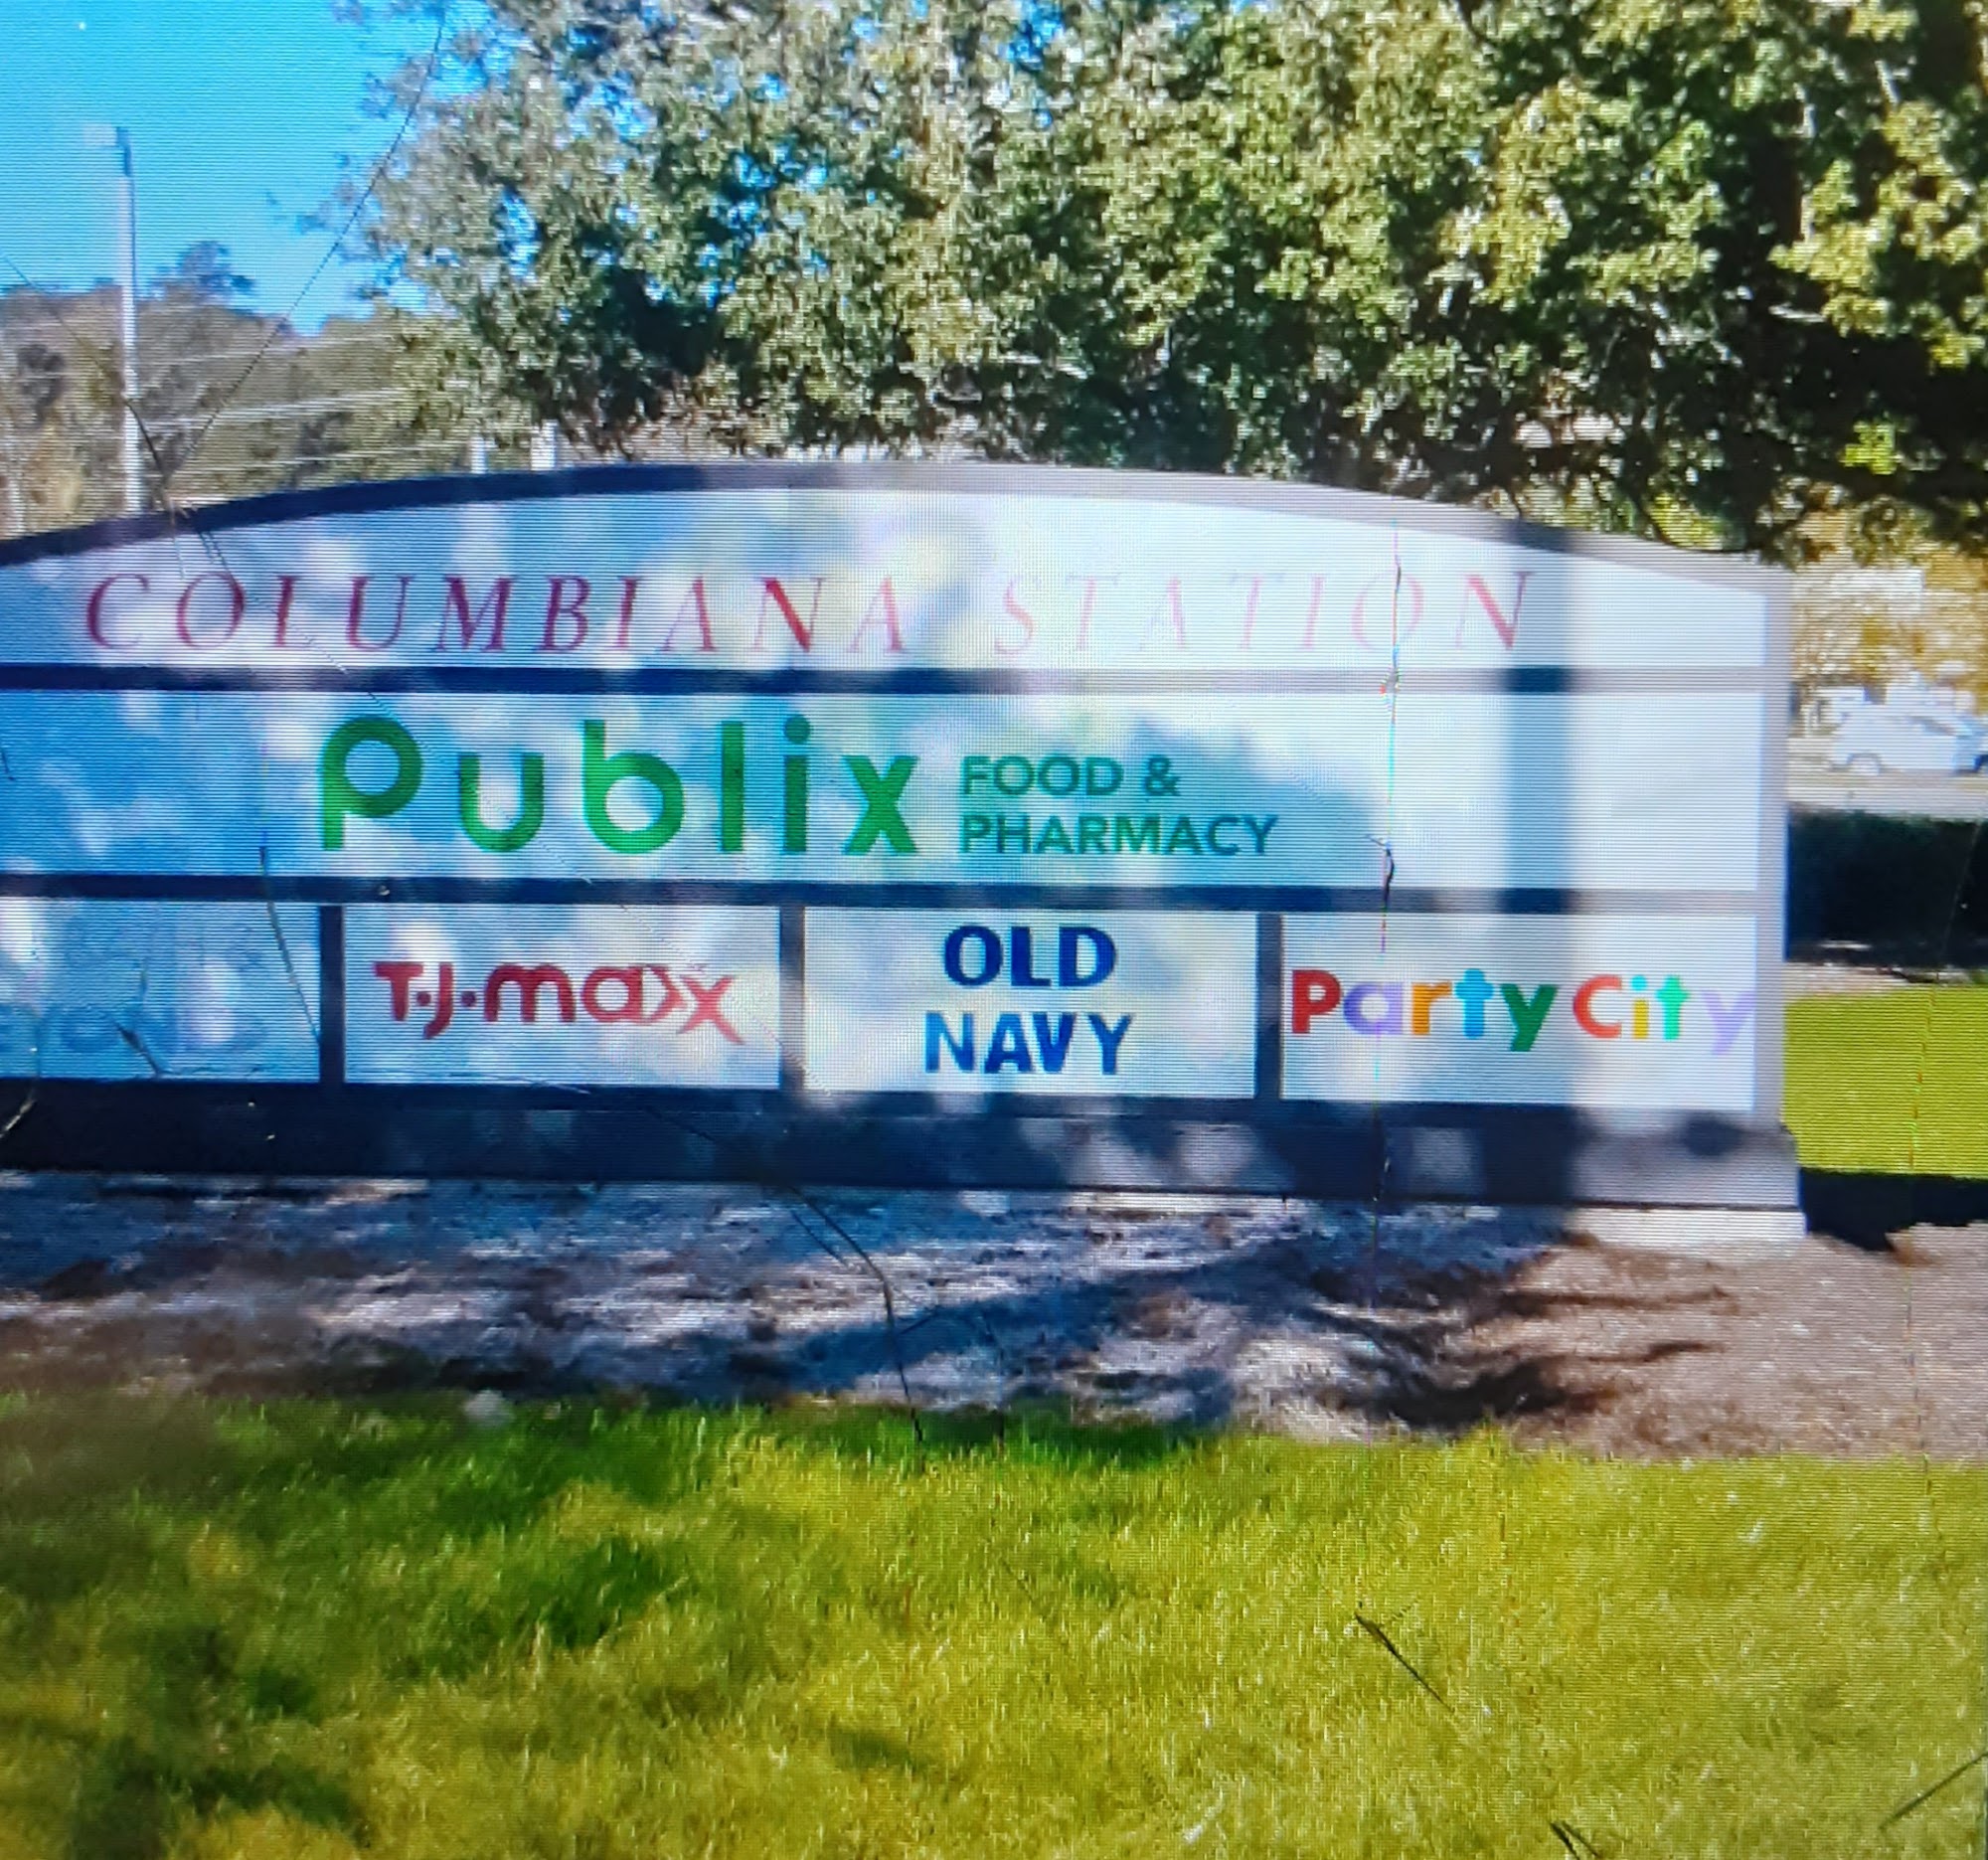 COLUMBIANA STATION
Publix FOOD &
PHARMACY
T·J·maxx
OLD
NAVY
Party City